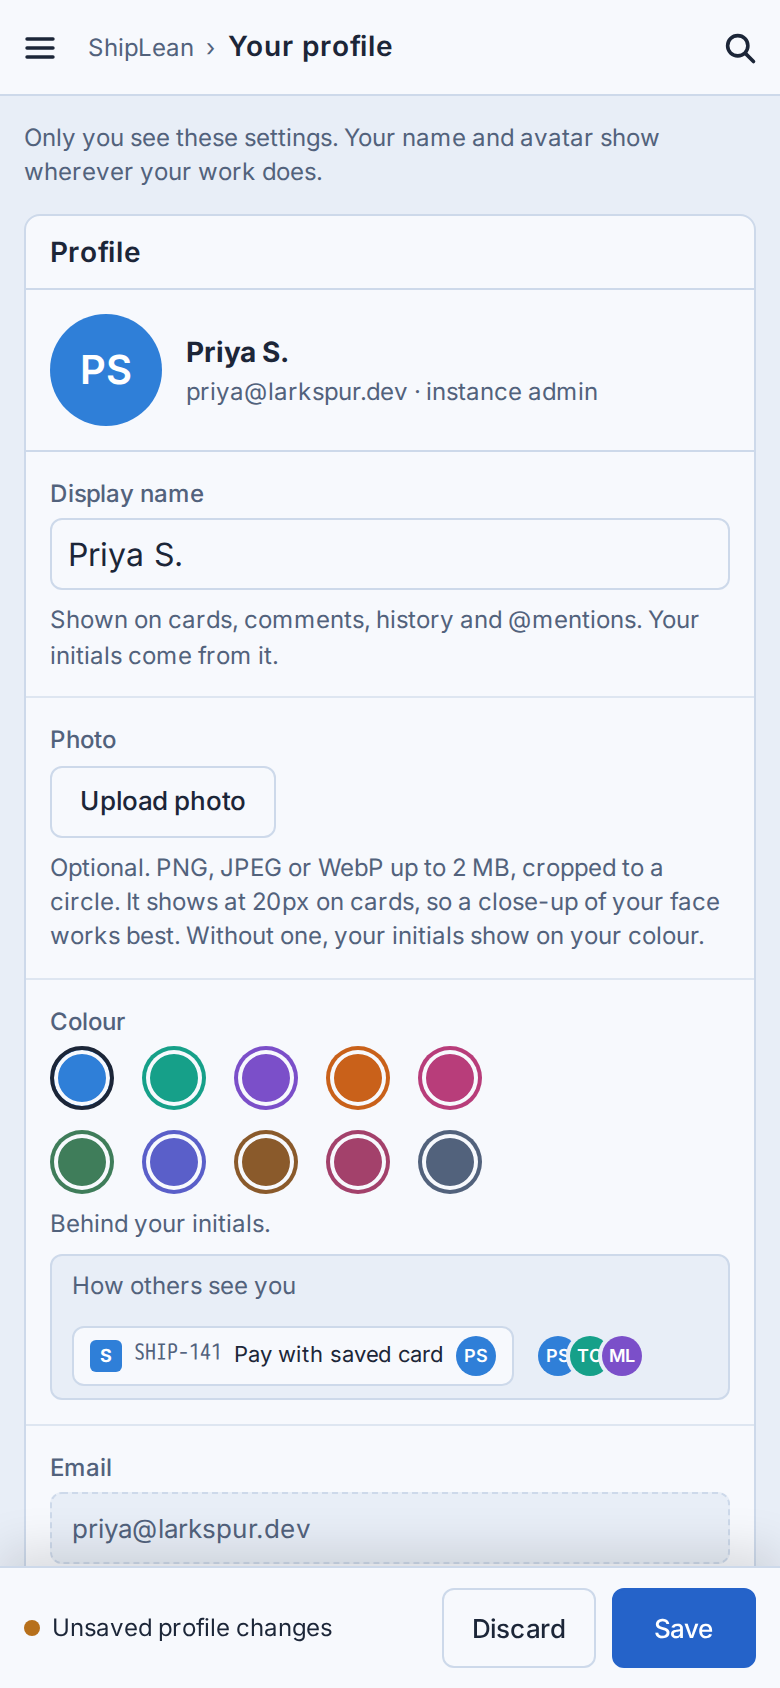 ShipLean › Your profile
Only you see these settings. Your name and avatar show
wherever your work does.
Profile
PS
Priya S.
priya@larkspur.dev · instance admin
Display name
Priya S.
Shown on cards, comments, history and @mentions. Your
initials come from it.
Photo
Upload photo
Optional. PNG, JPEG or WebP up to 2 MB, cropped to a
circle. It shows at 20px on cards, so a close-up of your face
works best. Without one, your initials show on your colour.
Colour
Behind your initials.
How others see you
S SHIP-141 Pay with saved card PS PS TO ML
Email
priya@larkspur.dev
Unsaved profile changes Discard Save